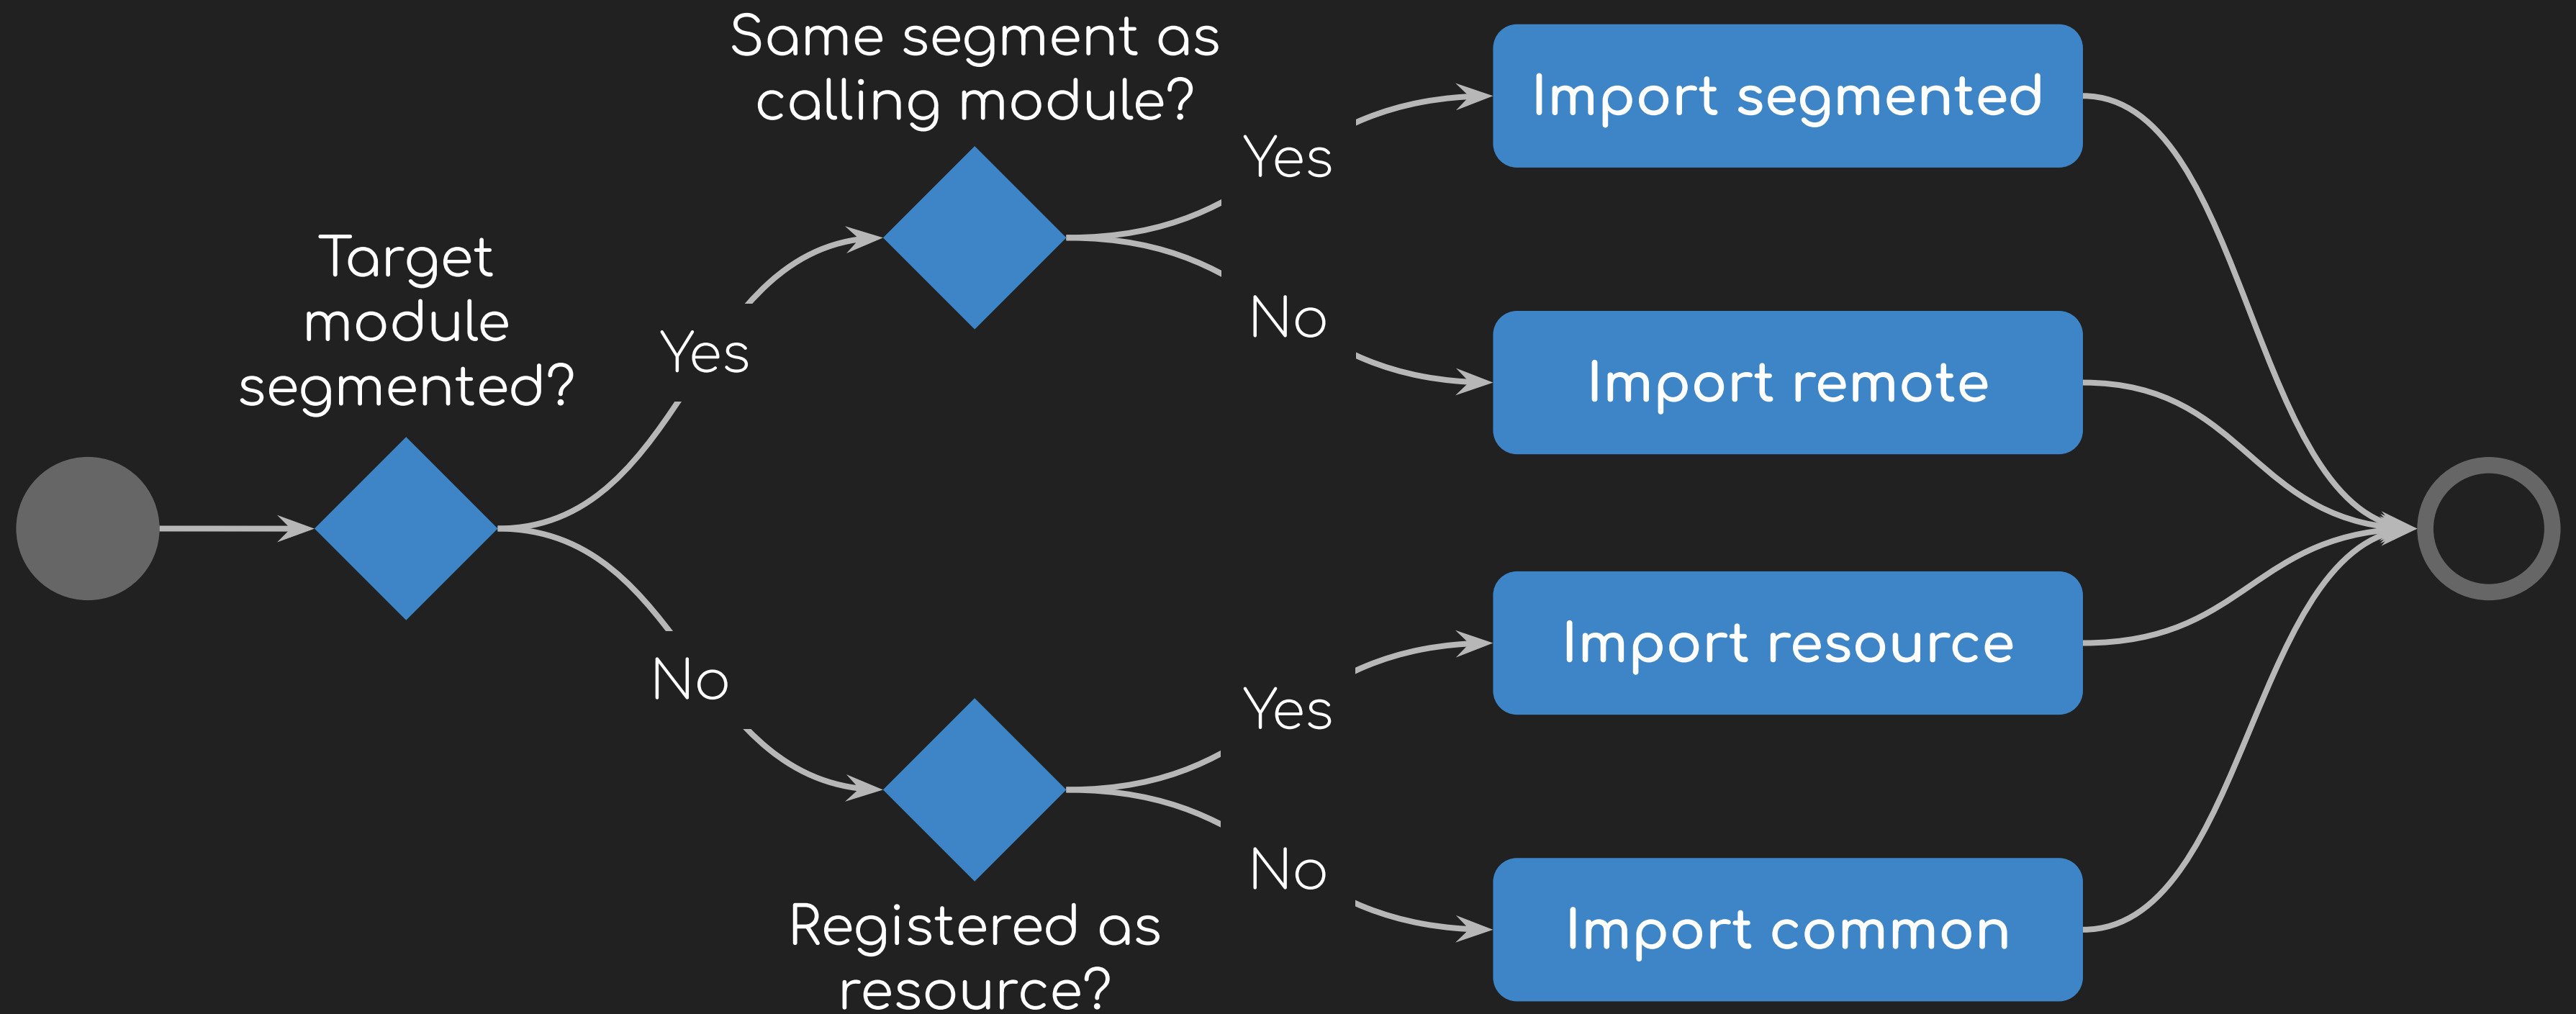 Same segment as
calling module?
Target
module
segmented?
Yes
No
Yes
No
Registered as
resource?
Yes
No
Import segmented
Import remote
Import resource
Import common